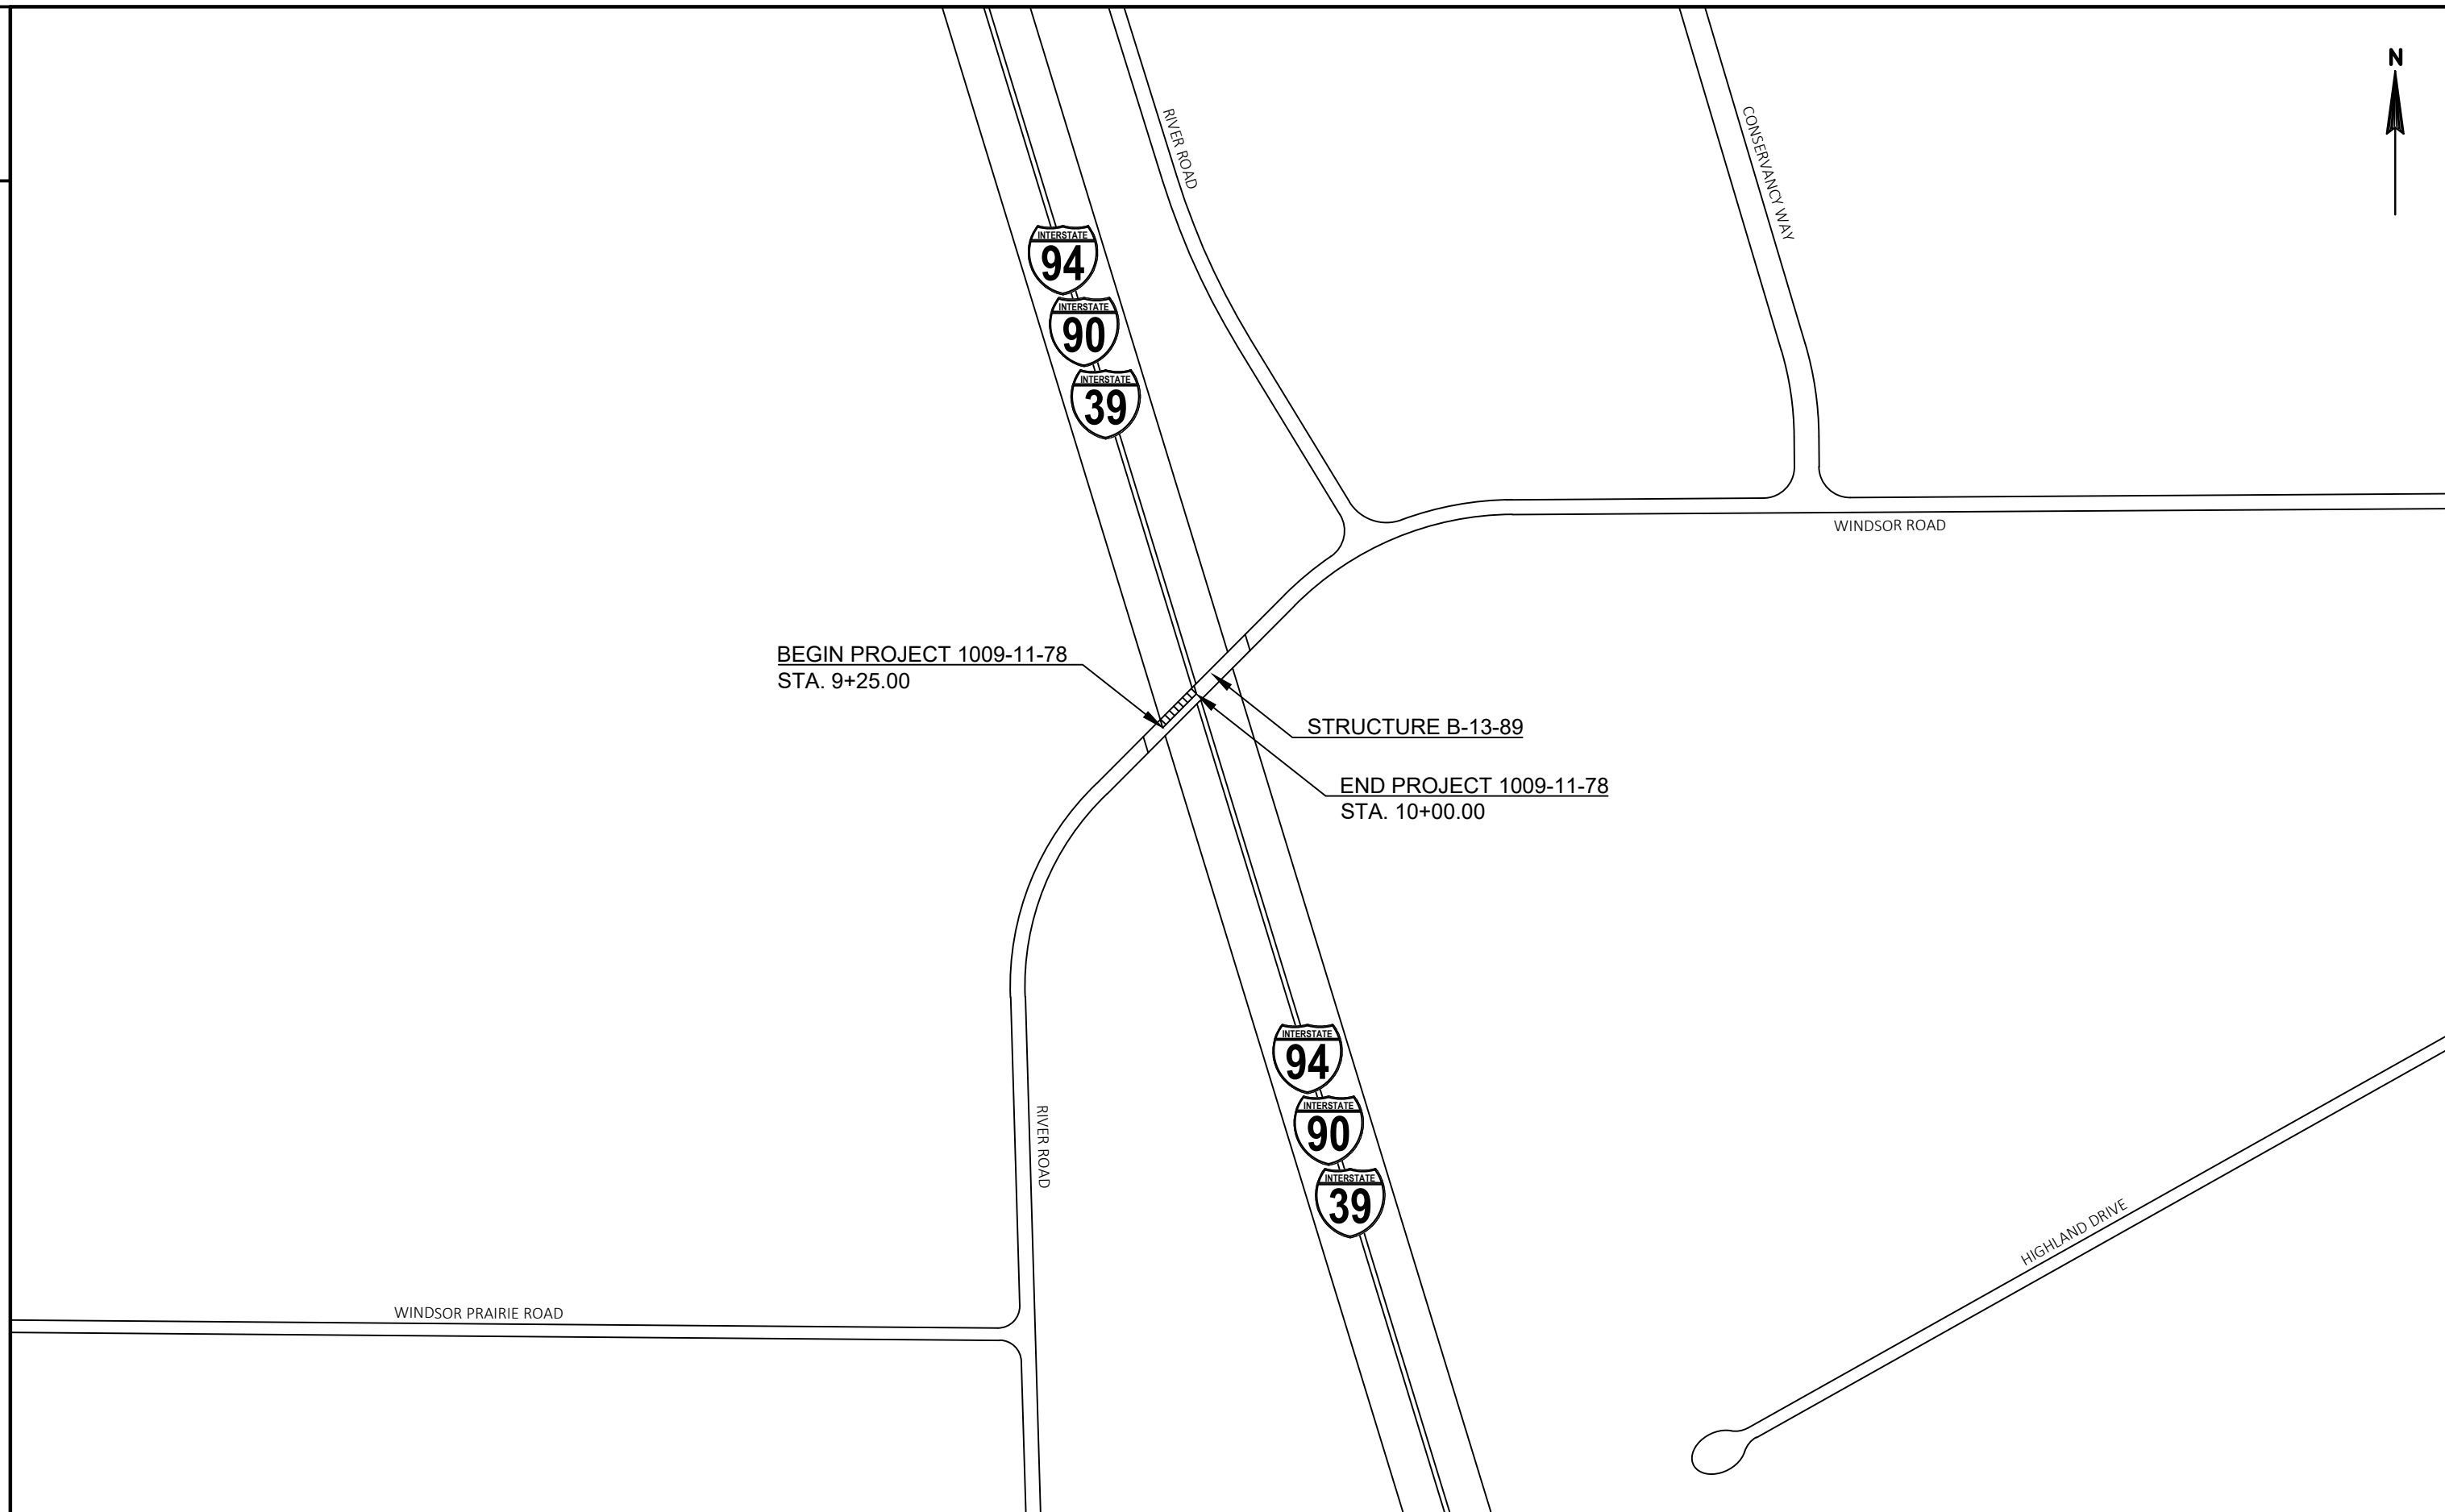 N
RIVER ROAD
CONSERVANCY WAY
INTERSTATE
94
INTERSTATE
90
INTERSTATE
39
WINDSOR ROAD
BEGIN PROJECT 1009-11-78
STA. 9+25.00
STRUCTURE B-13-89
END PROJECT 1009-11-78
STA. 10+00.00
INTERSTATE
94
INTERSTATE
90
INTERSTATE
39
RIVER ROAD
HIGHLAND DRIVE
WINDSOR PRAIRIE ROAD